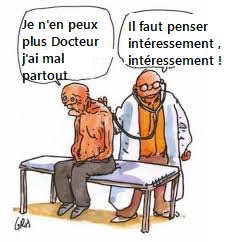 Je n'en peux
plus Docteur
j'ai mal
partout
Il faut penser
intéressement ,
intéressement !